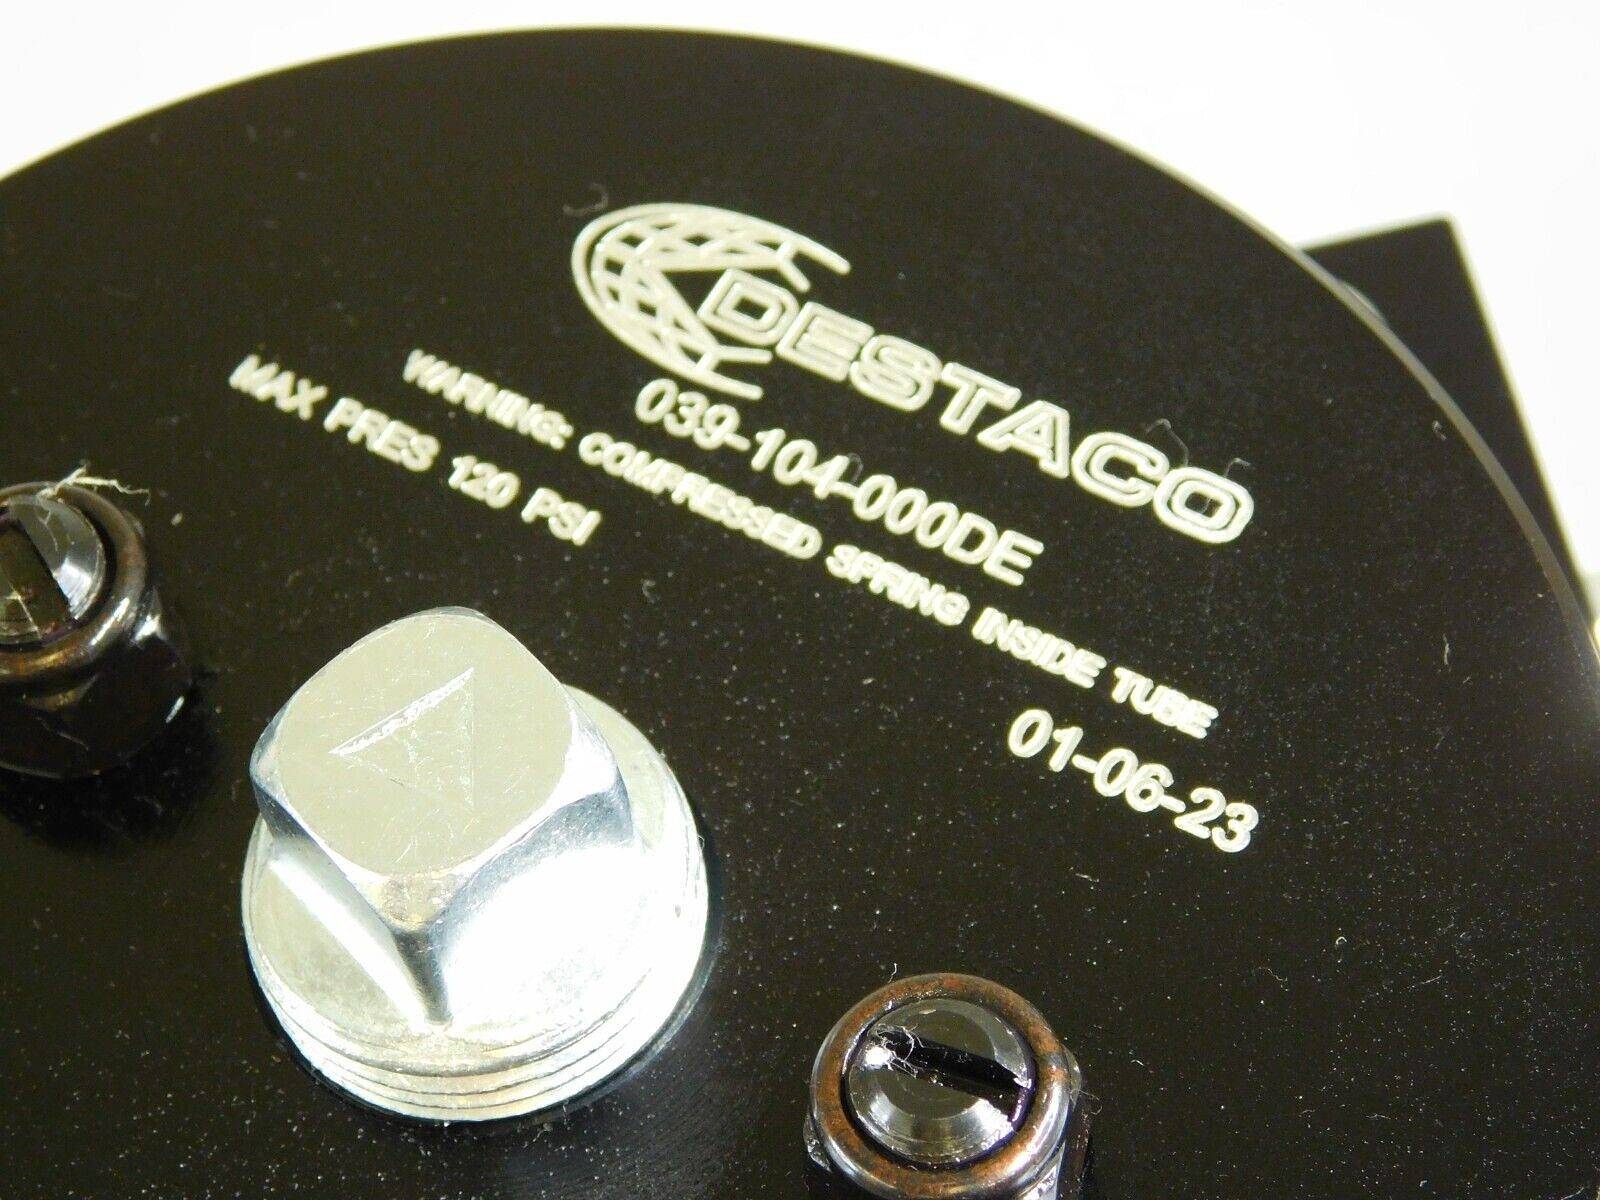 DESTACO
039-104-000DE
WARNING: COMPRESSED SPRING INSIDE TUBE
MAX PRES 120 PSI
01-06-23